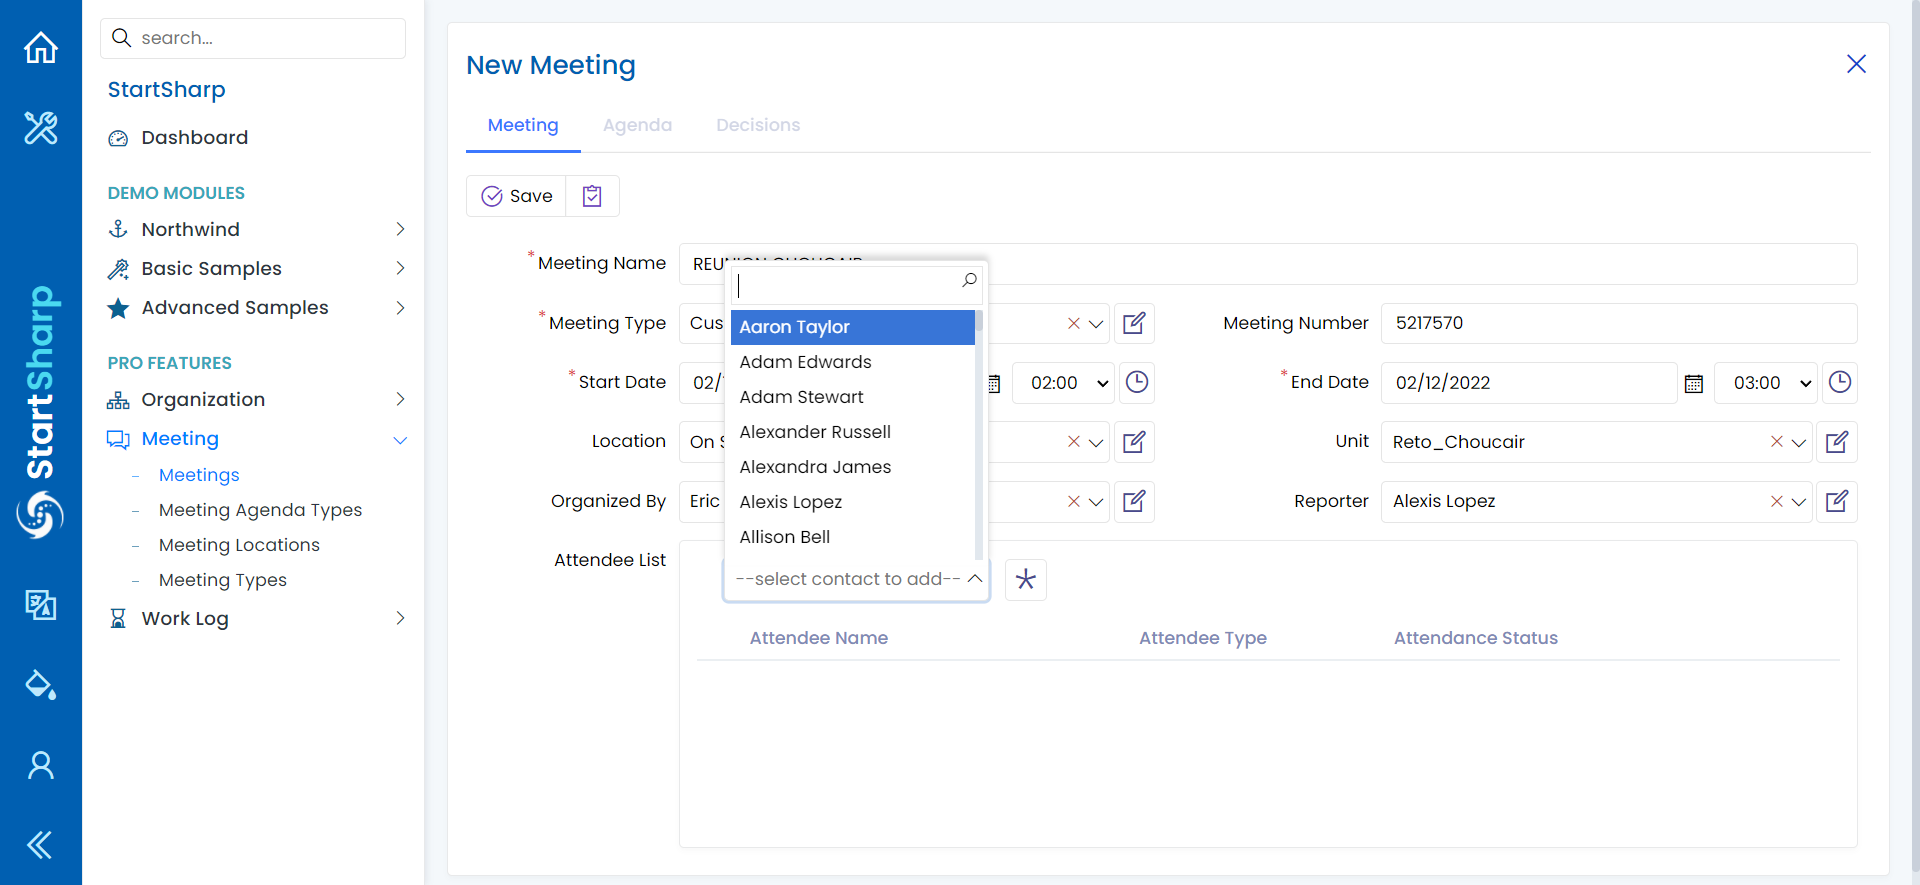 search...
StartSharp
Dashboard
DEMO MODULES
Northwind
Basic Samples
Advanced Samples
PRO FEATURES
Organization
Meeting
Meetings
Meeting Agenda Types
Meeting Locations
Meeting Types
Work Log
StartSharp
New Meeting
Meeting
Agenda
Decisions
Save
*Meeting Name
*Meeting Type
Cus
Meeting Number
5217570
*Start Date
02/
02:00
*End Date
02/12/2022
03:00
Location
On
Unit
Reto_Choucair
Organized By
Eric
Reporter
Alexis Lopez
Attendee List
Aaron Taylor
Adam Edwards
Adam Stewart
Alexander Russell
Alexandra James
Alexis Lopez
Allison Bell
--select contact to add--
Attendee Name
Attendee Type
Attendance Status